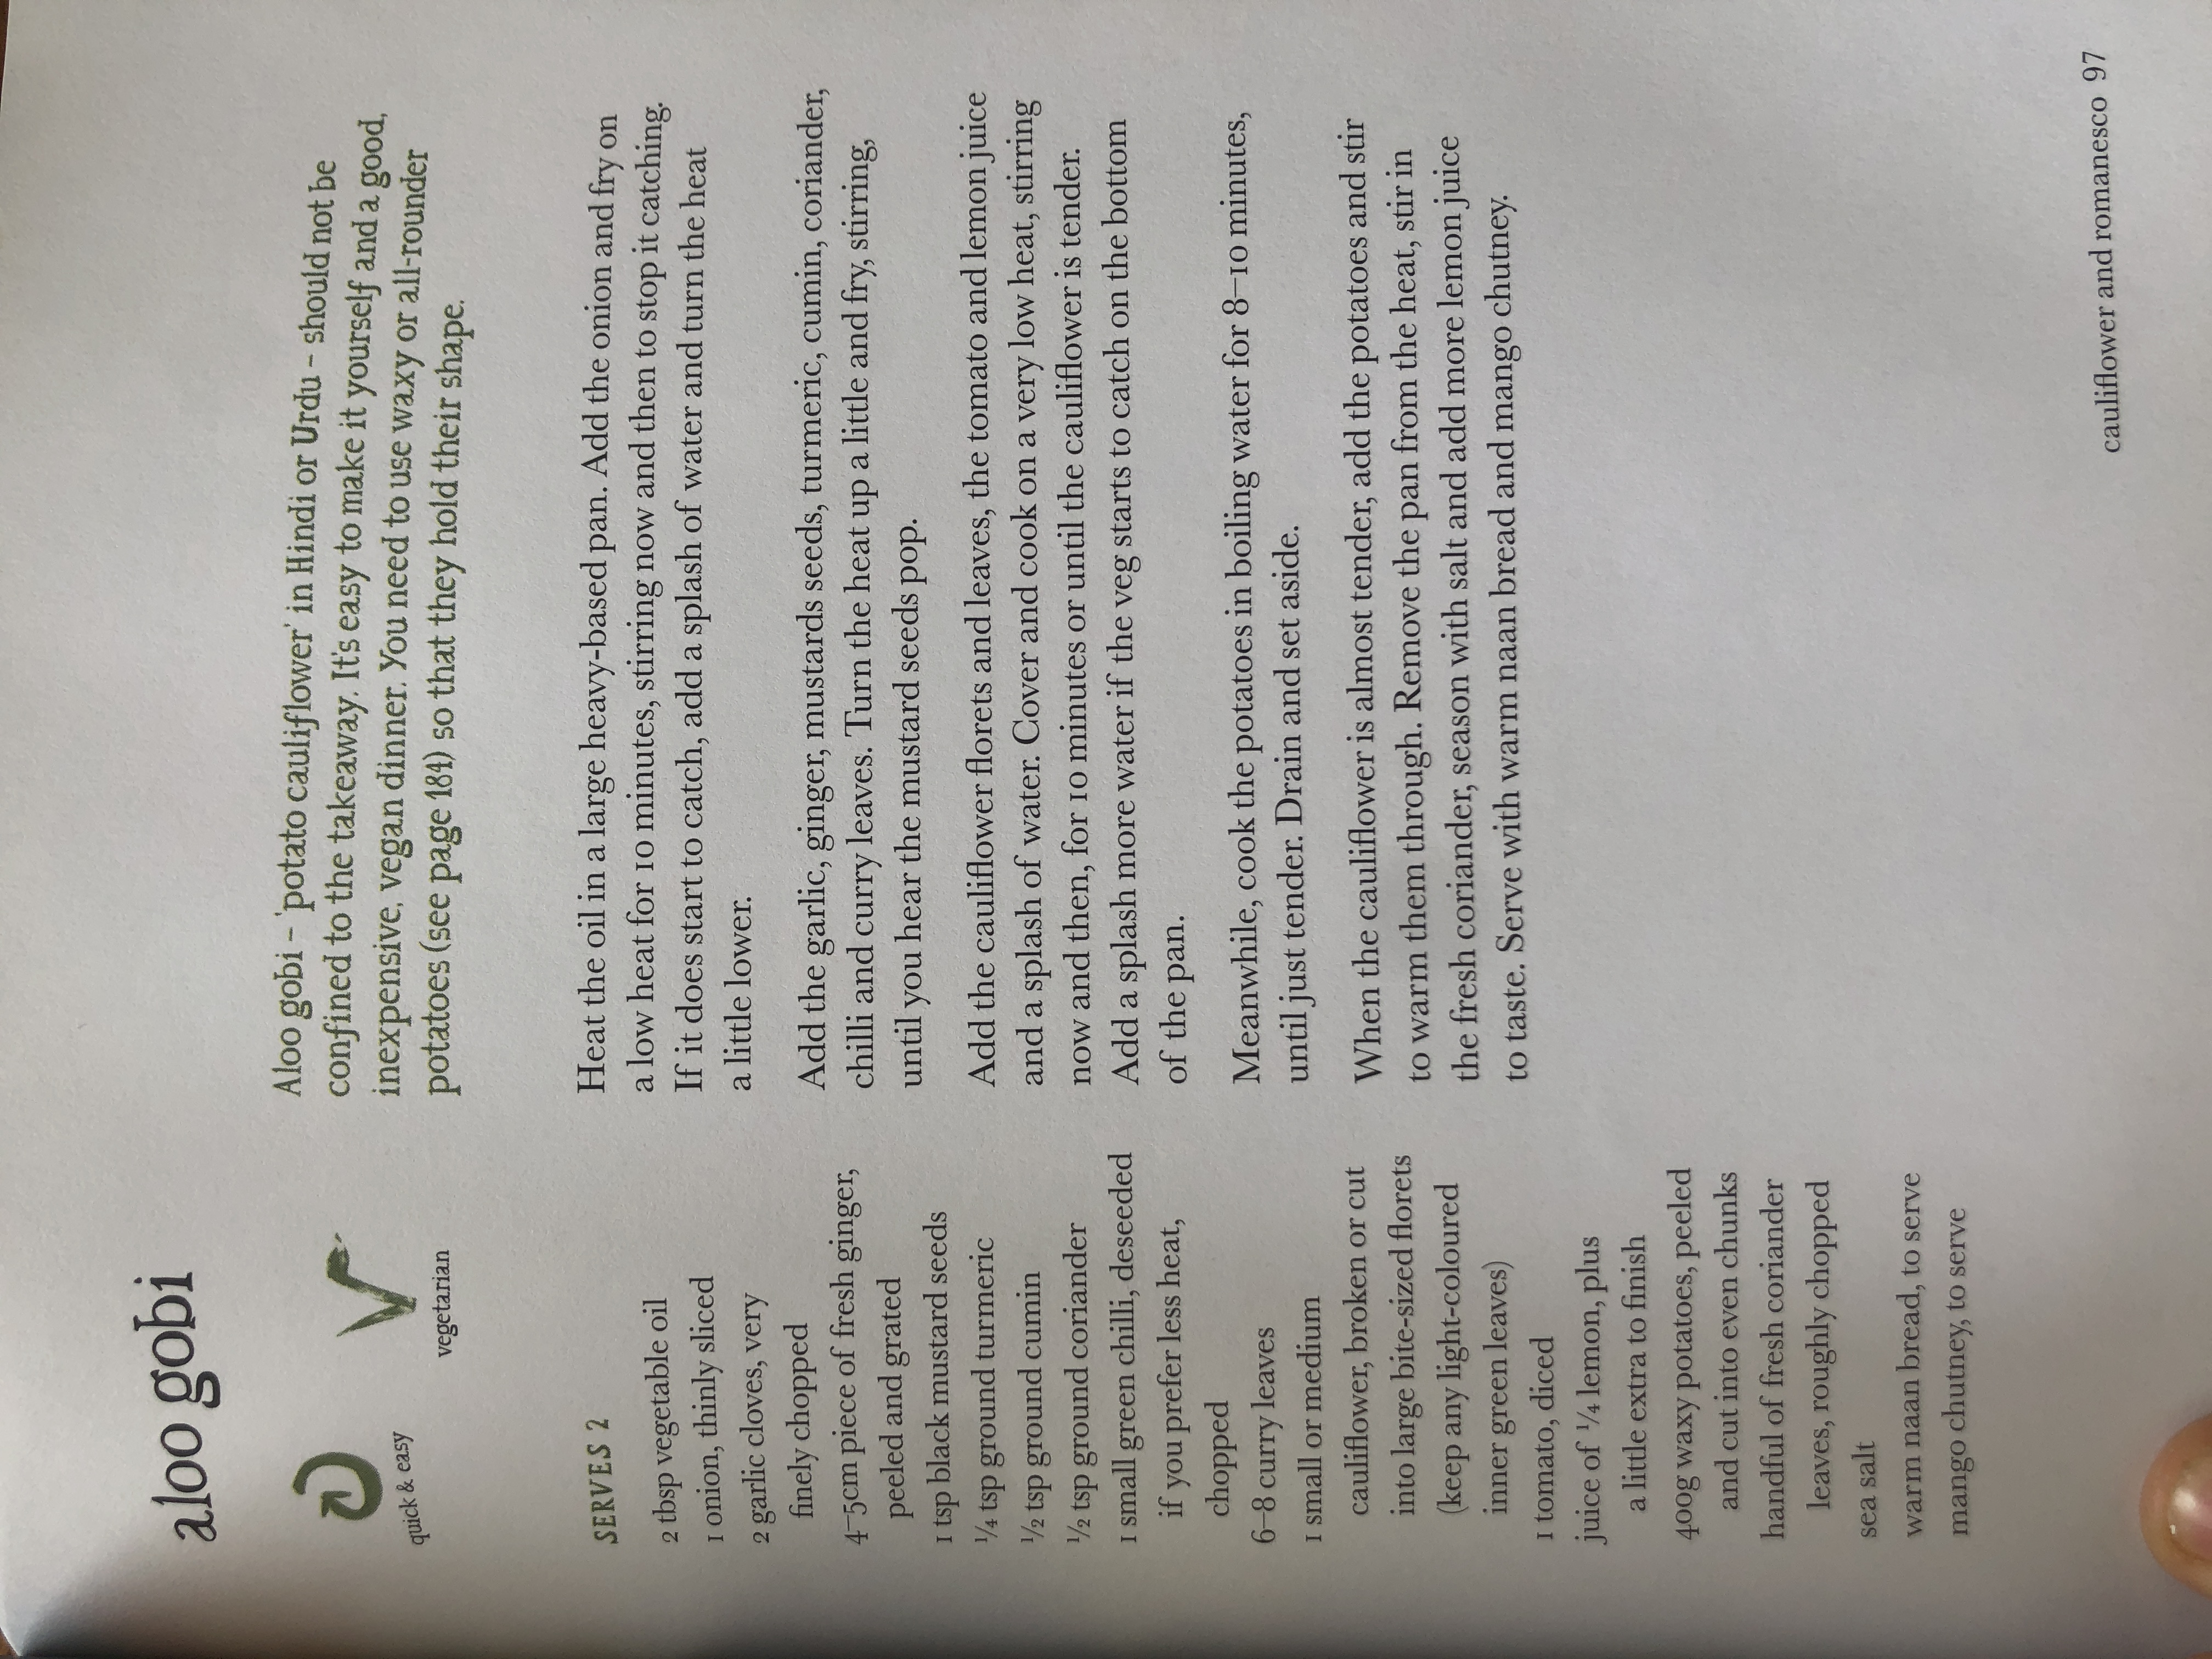 aloo gobi
quick & easy
vegetarian
Aloo gobi – 'potato cauliflower' in Hindi or Urdu – should not be
confined to the takeaway. It's easy to make it yourself and a good,
inexpensive, vegan dinner. You need to use waxy or all-rounder
potatoes (see page 184) so that they hold their shape.
SERVES 2
2 tbsp vegetable oil
1 onion, thinly sliced
2 garlic cloves, very
finely chopped
4–5cm piece of fresh ginger,
peeled and grated
1 tsp black mustard seeds
¼ tsp ground turmeric
½ tsp ground cumin
½ tsp ground coriander
1 small green chilli, deseeded
if you prefer less heat,
chopped
6–8 curry leaves
1 small or medium
cauliflower, broken or cut
into large bite-sized florets
(keep any light-coloured
inner green leaves)
1 tomato, diced
juice of ¼ lemon, plus
a little extra to finish
400g waxy potatoes, peeled
and cut into even chunks
handful of fresh coriander
leaves, roughly chopped
sea salt
warm naan bread, to serve
mango chutney, to serve
Heat the oil in a large heavy-based pan. Add the onion and fry on
a low heat for 10 minutes, stirring now and then to stop it catching.
If it does start to catch, add a splash of water and turn the heat
a little lower.
Add the garlic, ginger, mustards seeds, turmeric, cumin, coriander,
chilli and curry leaves. Turn the heat up a little and fry, stirring,
until you hear the mustard seeds pop.
Add the cauliflower florets and leaves, the tomato and lemon juice
and a splash of water. Cover and cook on a very low heat, stirring
now and then, for 10 minutes or until the cauliflower is tender.
Add a splash more water if the veg starts to catch on the bottom
of the pan.
Meanwhile, cook the potatoes in boiling water for 8–10 minutes,
until just tender. Drain and set aside.
When the cauliflower is almost tender, add the potatoes and stir
to warm them through. Remove the pan from the heat, stir in
the fresh coriander, season with salt and add more lemon juice
to taste. Serve with warm naan bread and mango chutney.
cauliflower and romanesco 97